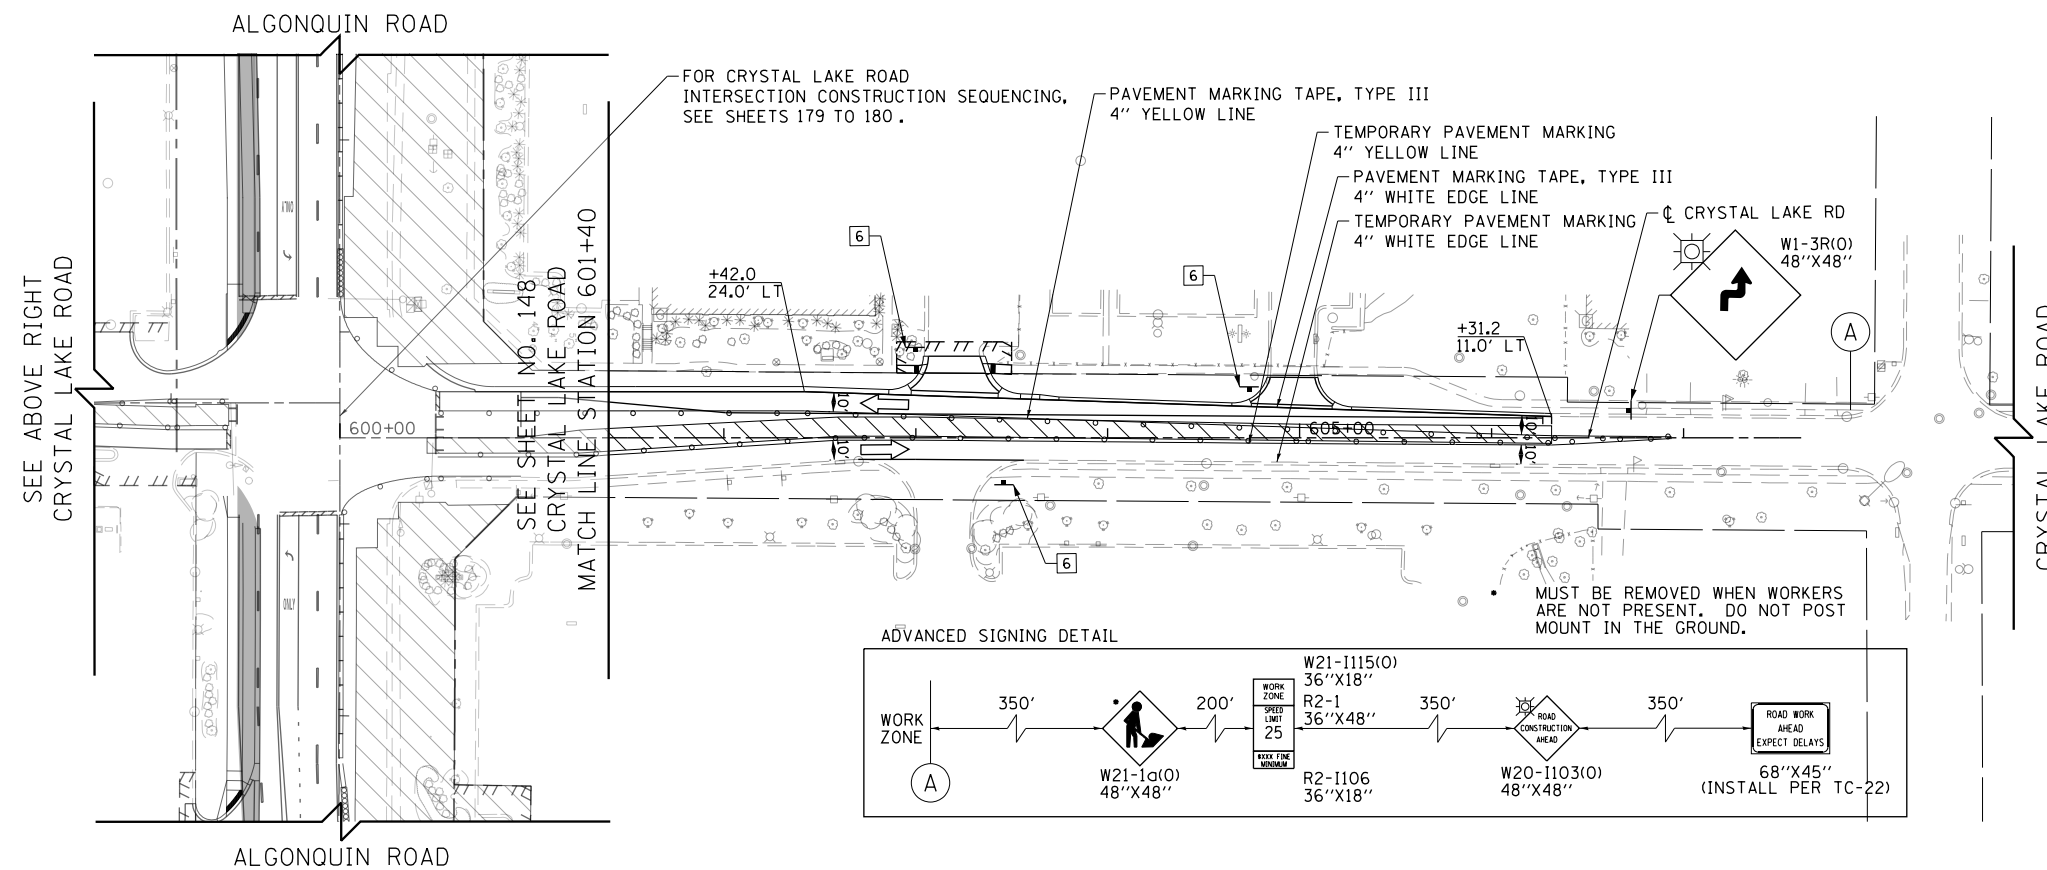 ALGONQUIN ROAD
FOR CRYSTAL LAKE ROAD
INTERSECTION CONSTRUCTION SEQUENCING,
SEE SHEETS 179 TO 180.
PAVEMENT MARKING TAPE, TYPE III
4" YELLOW LINE
TEMPORARY PAVEMENT MARKING
4" YELLOW LINE
PAVEMENT MARKING TAPE, TYPE III
4" WHITE EDGE LINE
TEMPORARY PAVEMENT MARKING
4" WHITE EDGE LINE
℄ CRYSTAL LAKE RD
W1-3R(O)
48"X48"
A
SEE ABOVE RIGHT
CRYSTAL LAKE ROAD
ONLY
SEE SHEET NO. 148
CRYSTAL LAKE ROAD
MATCH LINE STATION 601+40
6
6
+42.0
24.0' LT
+31.2
11.0' LT
10'
10'
10'
10'
600+00
605+00
6
CRYSTAL LAKE ROAD
ONLY
* MUST BE REMOVED WHEN WORKERS
ARE NOT PRESENT. DO NOT POST
MOUNT IN THE GROUND.
ADVANCED SIGNING DETAIL
WORK
ZONE
A
350'
*
W21-1a(O)
48"X48"
200'
WORK
ZONE
SPEED
LIMIT
25
$XXX FINE
MINIMUM
W21-I115(O)
36"X18"
R2-1
36"X48"
R2-I106
36"X18"
350'
ROAD
CONSTRUCTION
AHEAD
W20-I103(O)
48"X48"
350'
ROAD WORK
AHEAD
EXPECT DELAYS
68"X45"
(INSTALL PER TC-22)
ALGONQUIN ROAD